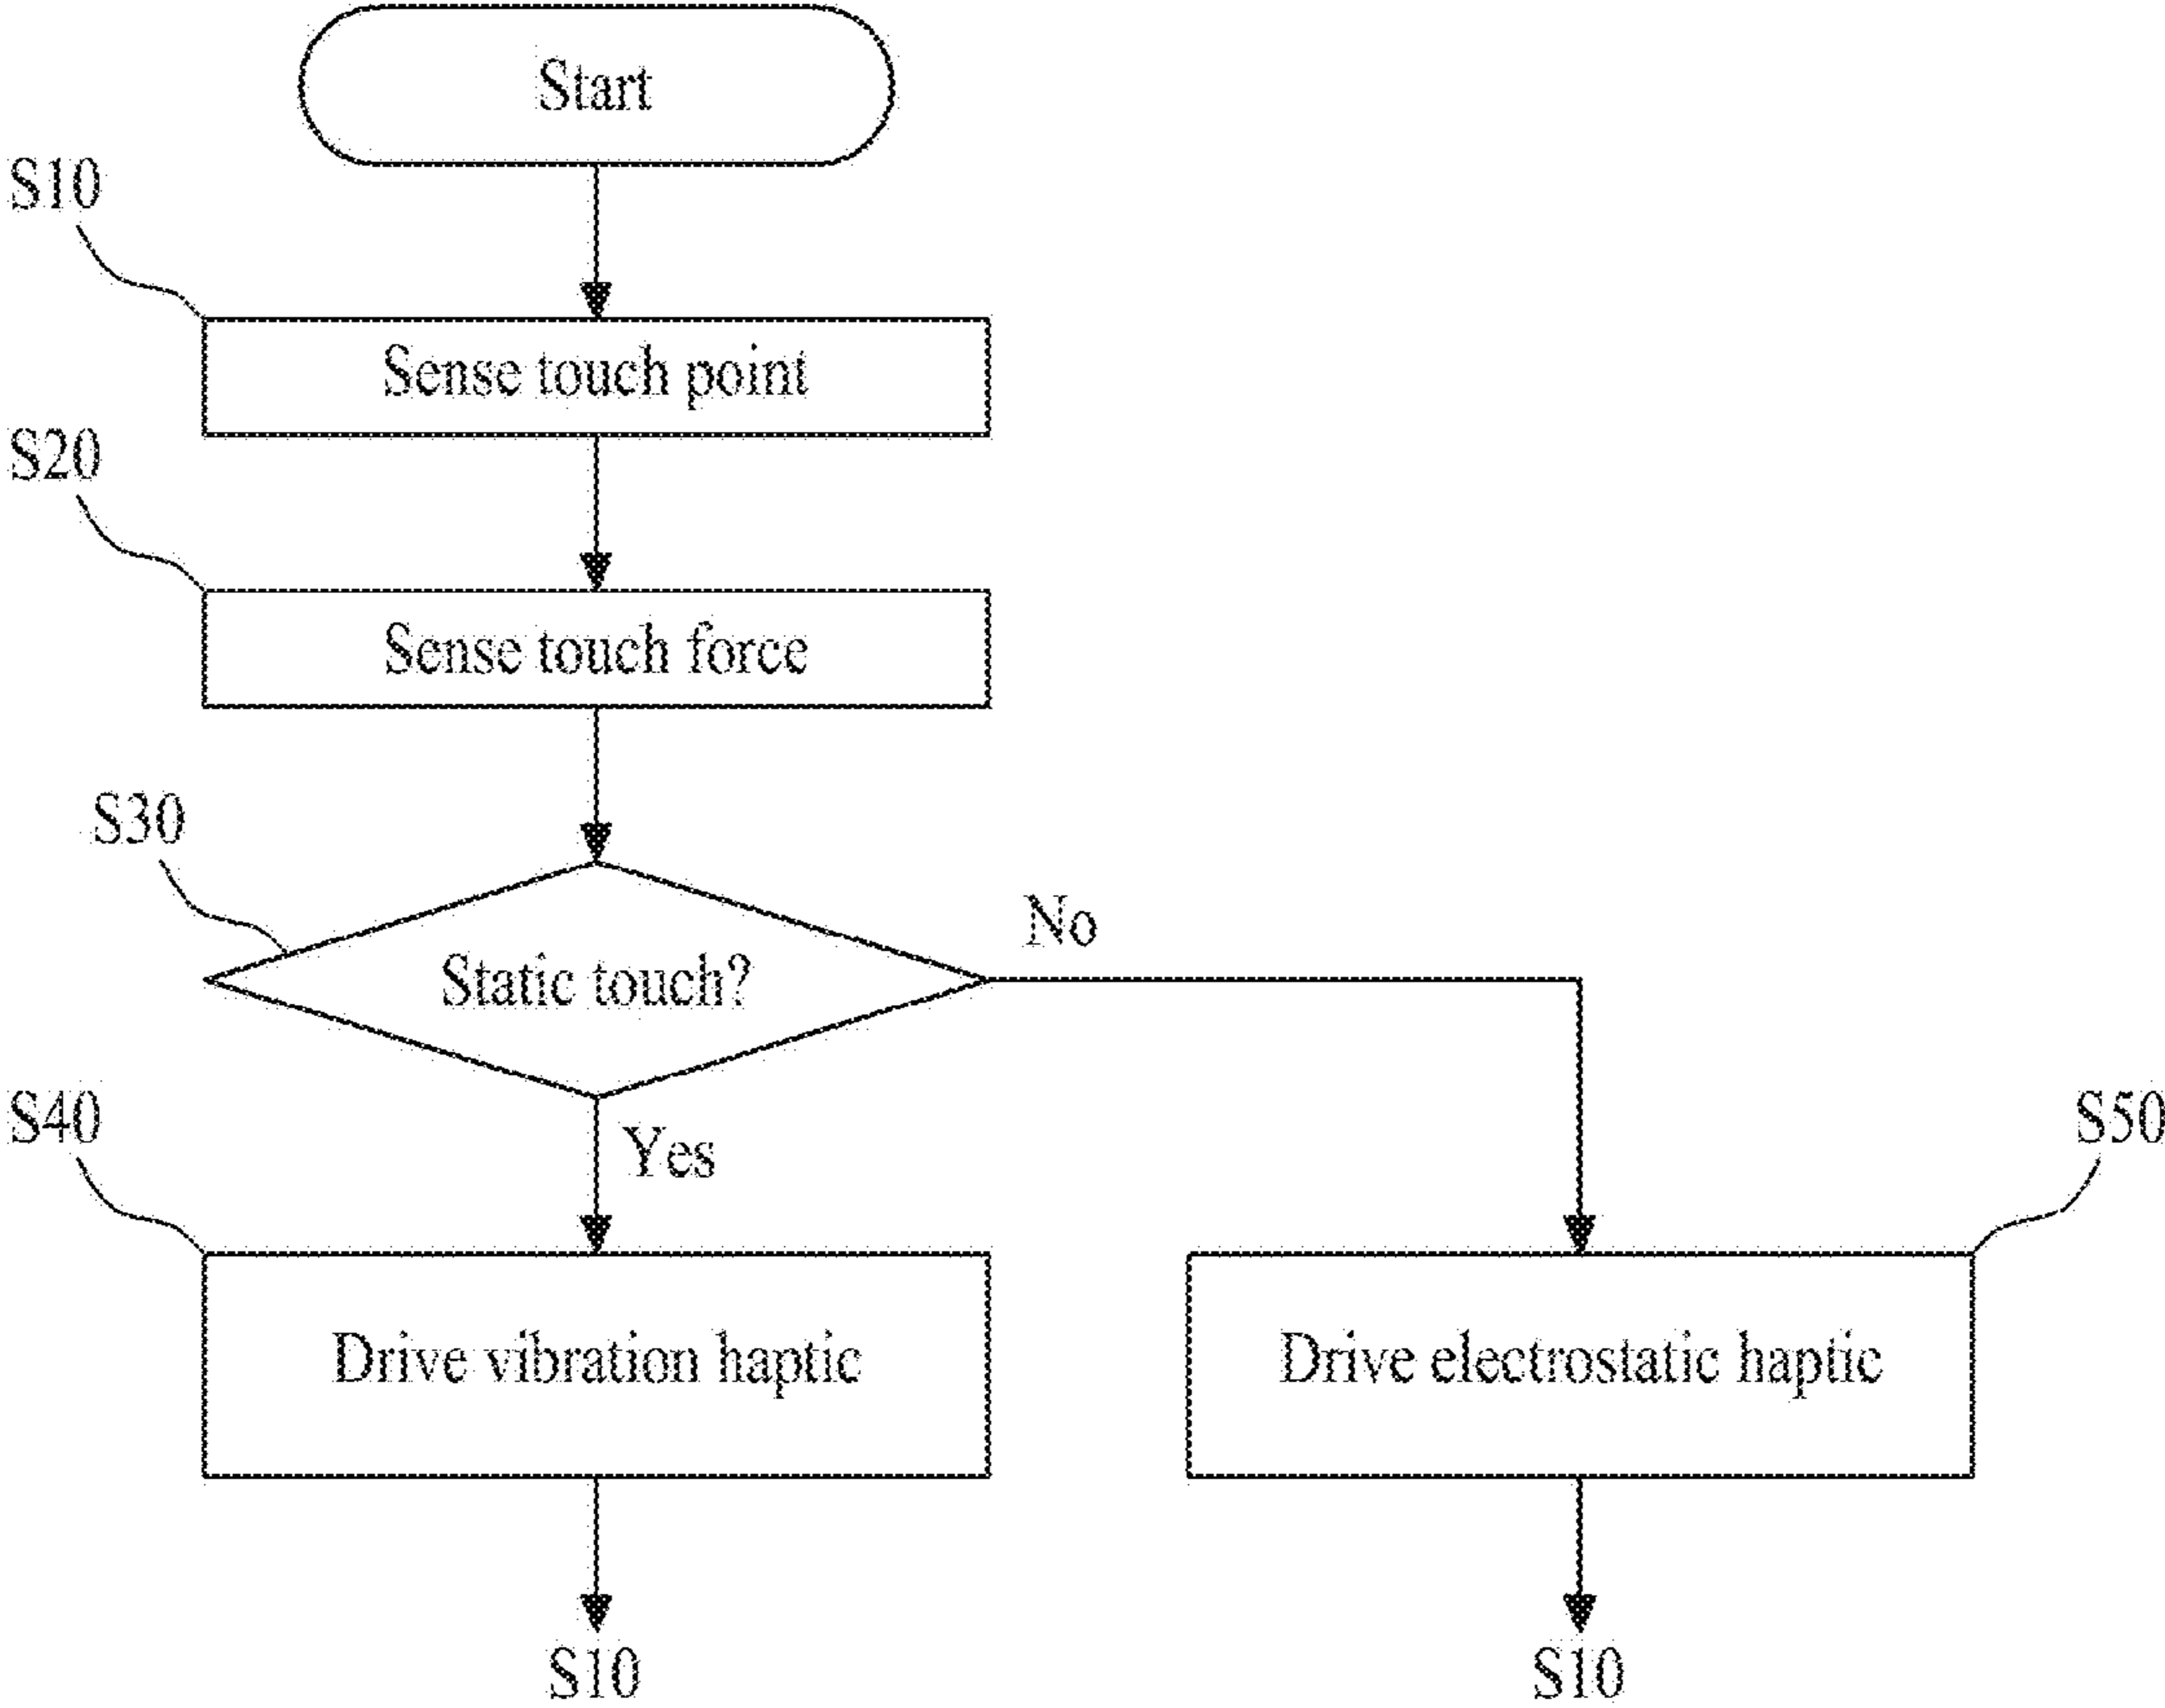 Start
S10
Sense touch point
S20
Sense touch force
S30
Static touch?
No
Yes
S40
Drive vibration haptic
S50
Drive electrostatic haptic
S10
S10